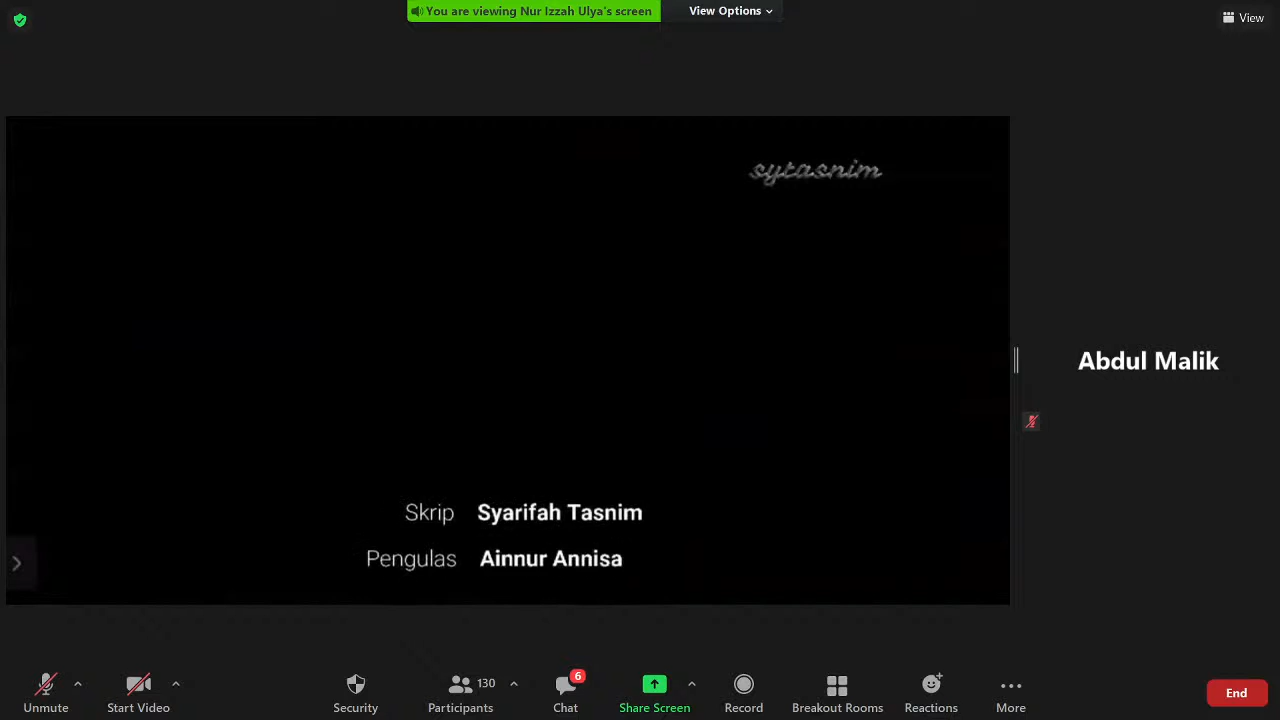 You are viewing Nur Izzah Ulya's screen
View Options
View
sytasnim
Abdul Malik
Skrip Syarifah Tasnim
Pengulas Ainnur Annisa
Unmute
Start Video
Security
130
Participants
6
Chat
Share Screen
Record
Breakout Rooms
Reactions
More
End